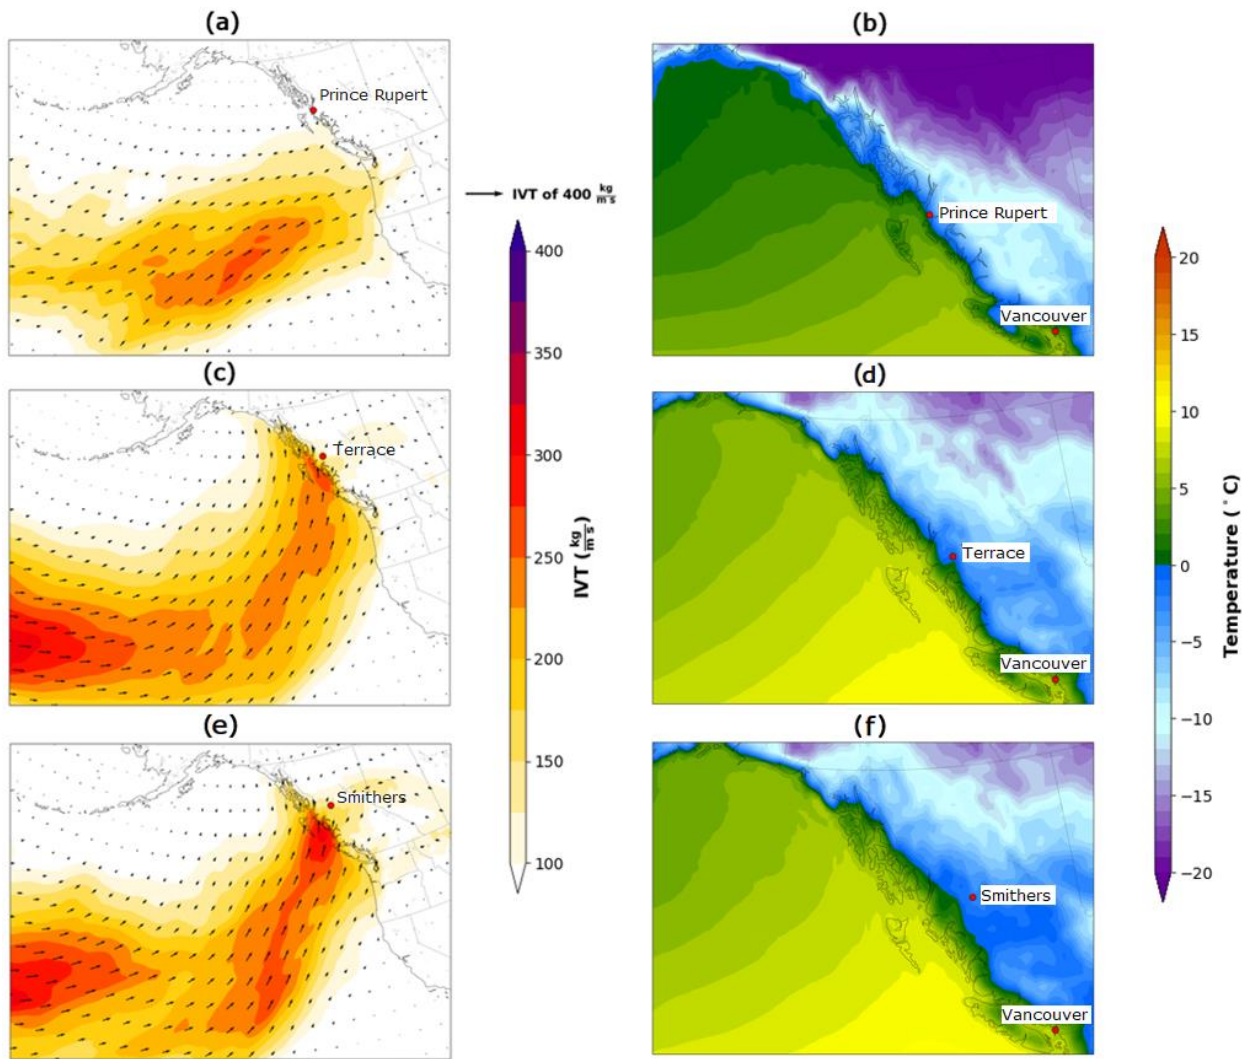 (a)
(b)
Prince Rupert
IVT of 400 kg/m s
Prince Rupert
Vancouver
400
350
300
250
200
150
100
IVT (kg/m s)
20
15
10
5
0
−5
−10
−15
−20
Temperature (°C)
(c)
(d)
Terrace
Terrace
Vancouver
(e)
(f)
Smithers
Smithers
Vancouver